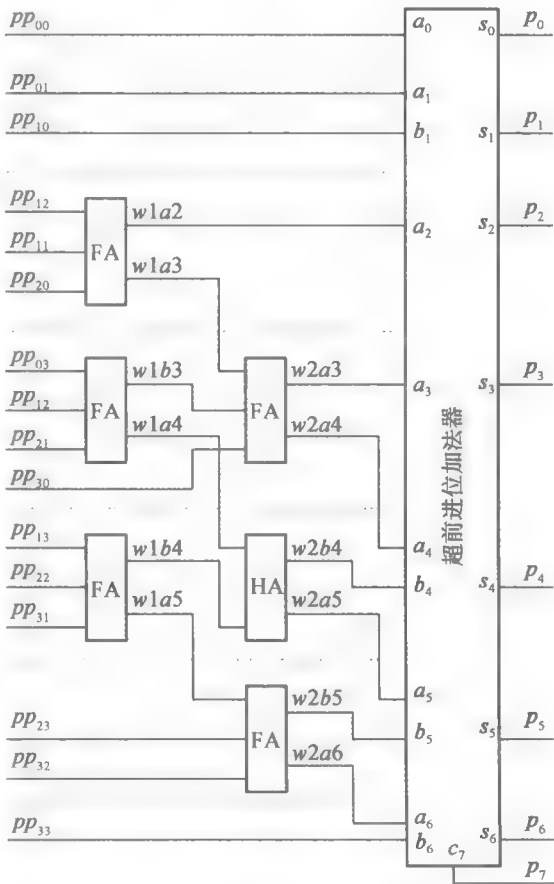 pp₀₀ a₀ s₀ p₀
pp₀₁ a₁
pp₁₀ b₁ s₁ p₁
pp₁₂ w1a2
pp₁₁ FA a₂ s₂ p₂
pp₂₀ w1a3
pp₀₃ w1b3 w2a3
pp₁₂ FA FA a₃ s₃ p₃
pp₂₁ w1a4 w2a4
pp₃₀
超前进位加法器
pp₁₃ w1b4 w2b4 a₄
pp₂₂ FA HA b₄ s₄ p₄
pp₃₁ w1a5 w2a5
a₅
pp₂₃ w2b5 b₅ s₅ p₅
FA
pp₃₂ w2a6
a₆
pp₃₃ b₆ s₆ p₆
c₇ p₇